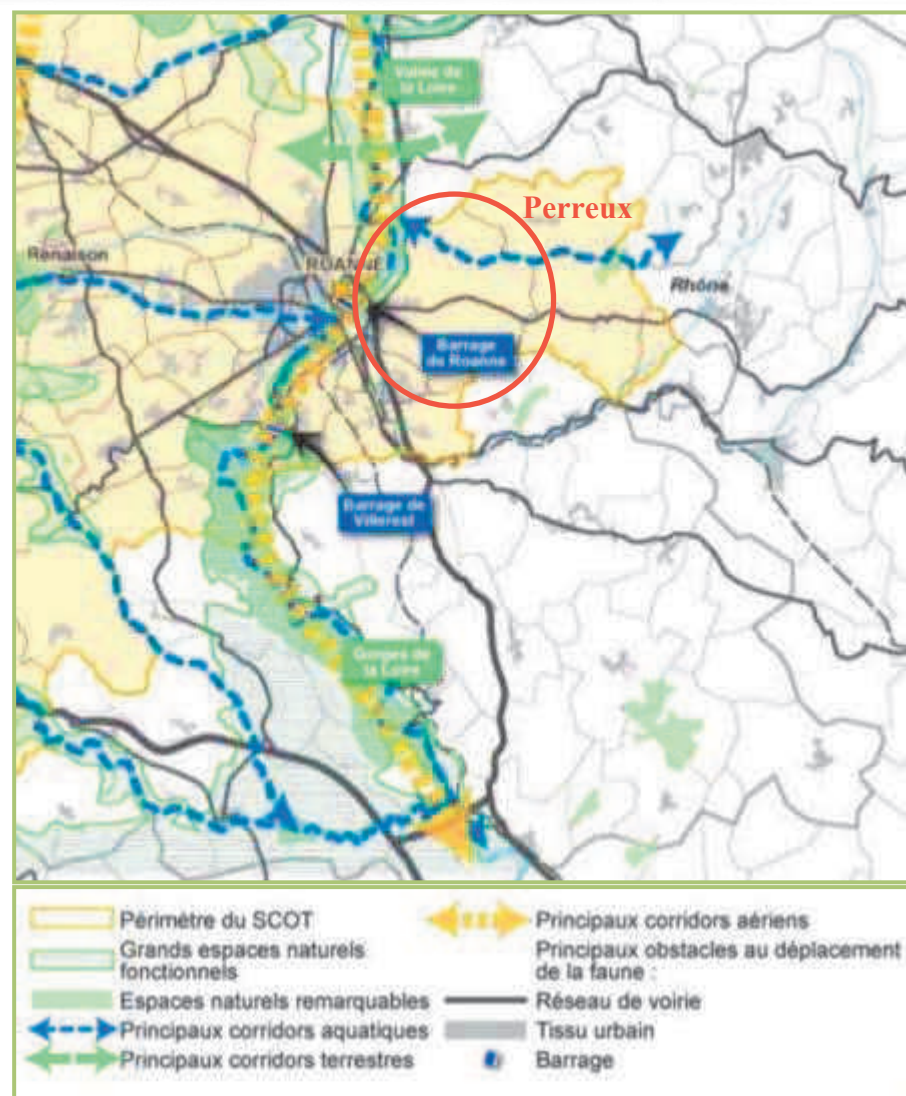 Vallée de
la Loire
Perreux
Renaison
ROANNE
Rhône
Barrage
de Roanne
Barrage de
Villerest
Gorges de
la Loire
Périmètre du SCOT
Grands espaces naturels
fonctionnels
Espaces naturels remarquables
Principaux corridors aquatiques
Principaux corridors terrestres
Principaux corridors aériens
Principaux obstacles au déplacement
de la faune :
Réseau de voirie
Tissu urbain
Barrage